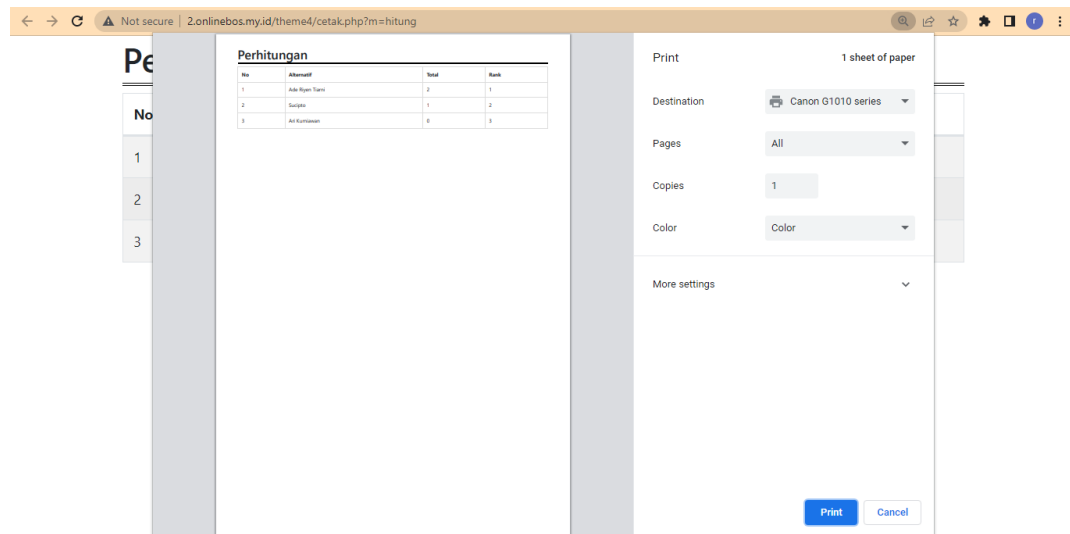 Not secure | 2.onlinebos.my.id/theme4/cetak.php?m=hitung
r
Pe
No
1
2
3
Perhitungan
No Alternatif Total Rank
1 Ade Riyen Tiami 2 1
2 Sucipto 1 2
3 Ari Kurniawan 0 3
Print 1 sheet of paper
Destination Canon G1010 series
Pages All
Copies 1
Color Color
More settings
Print Cancel